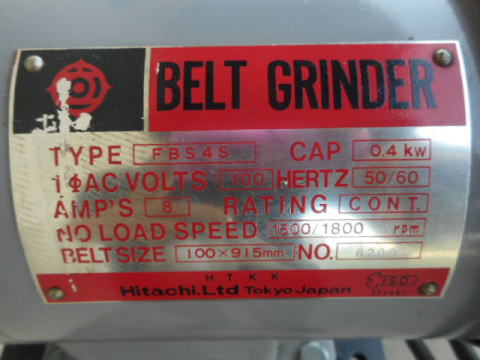 BELT GRINDER
TYPE FBS4S CAP 0.4 kw
1ΦAC VOLTS 100 HERTZ 50/60
AMP'S 8 RATING CONT.
NO LOAD SPEED 1500/1800 rpm
BELT SIZE 100×915mm NO.
H.T.K.K
Hitachi.Ltd Tokyo Japan